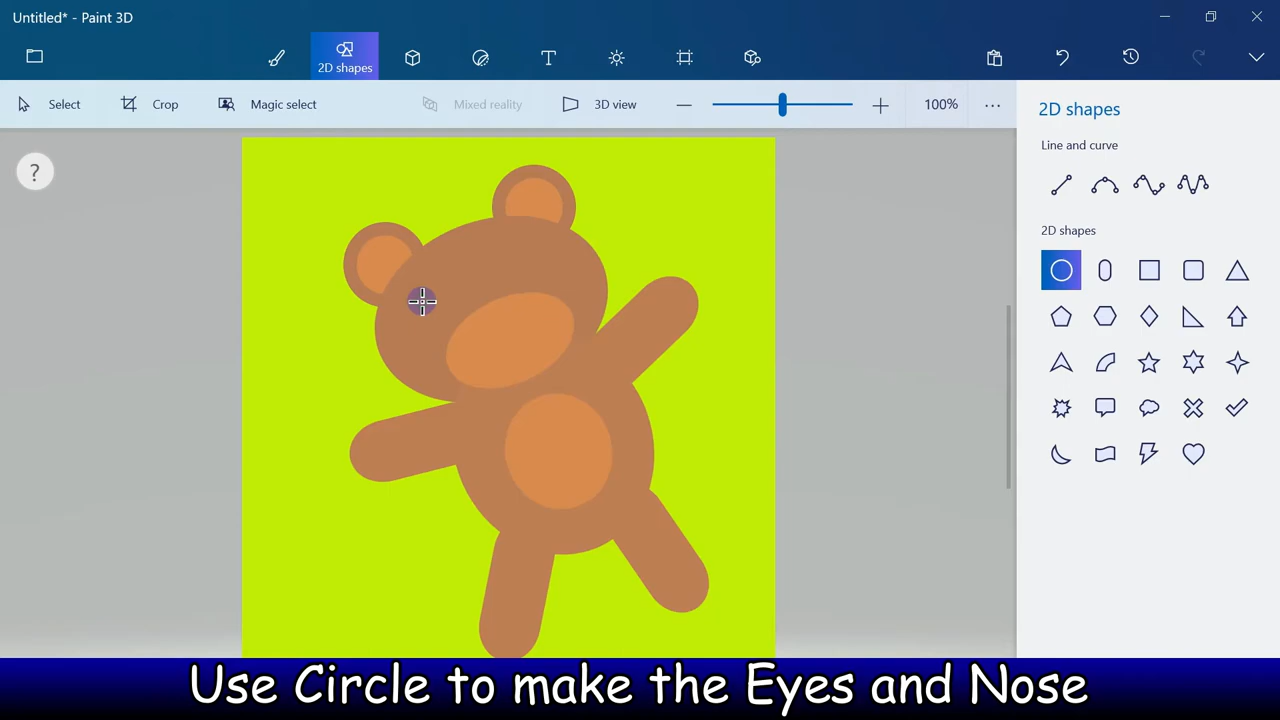 Untitled* - Paint 3D
2D shapes
Select
Crop
Magic select
Mixed reality
3D view
100%
?
2D shapes
Line and curve
2D shapes
Use Circle to make the Eyes and Nose